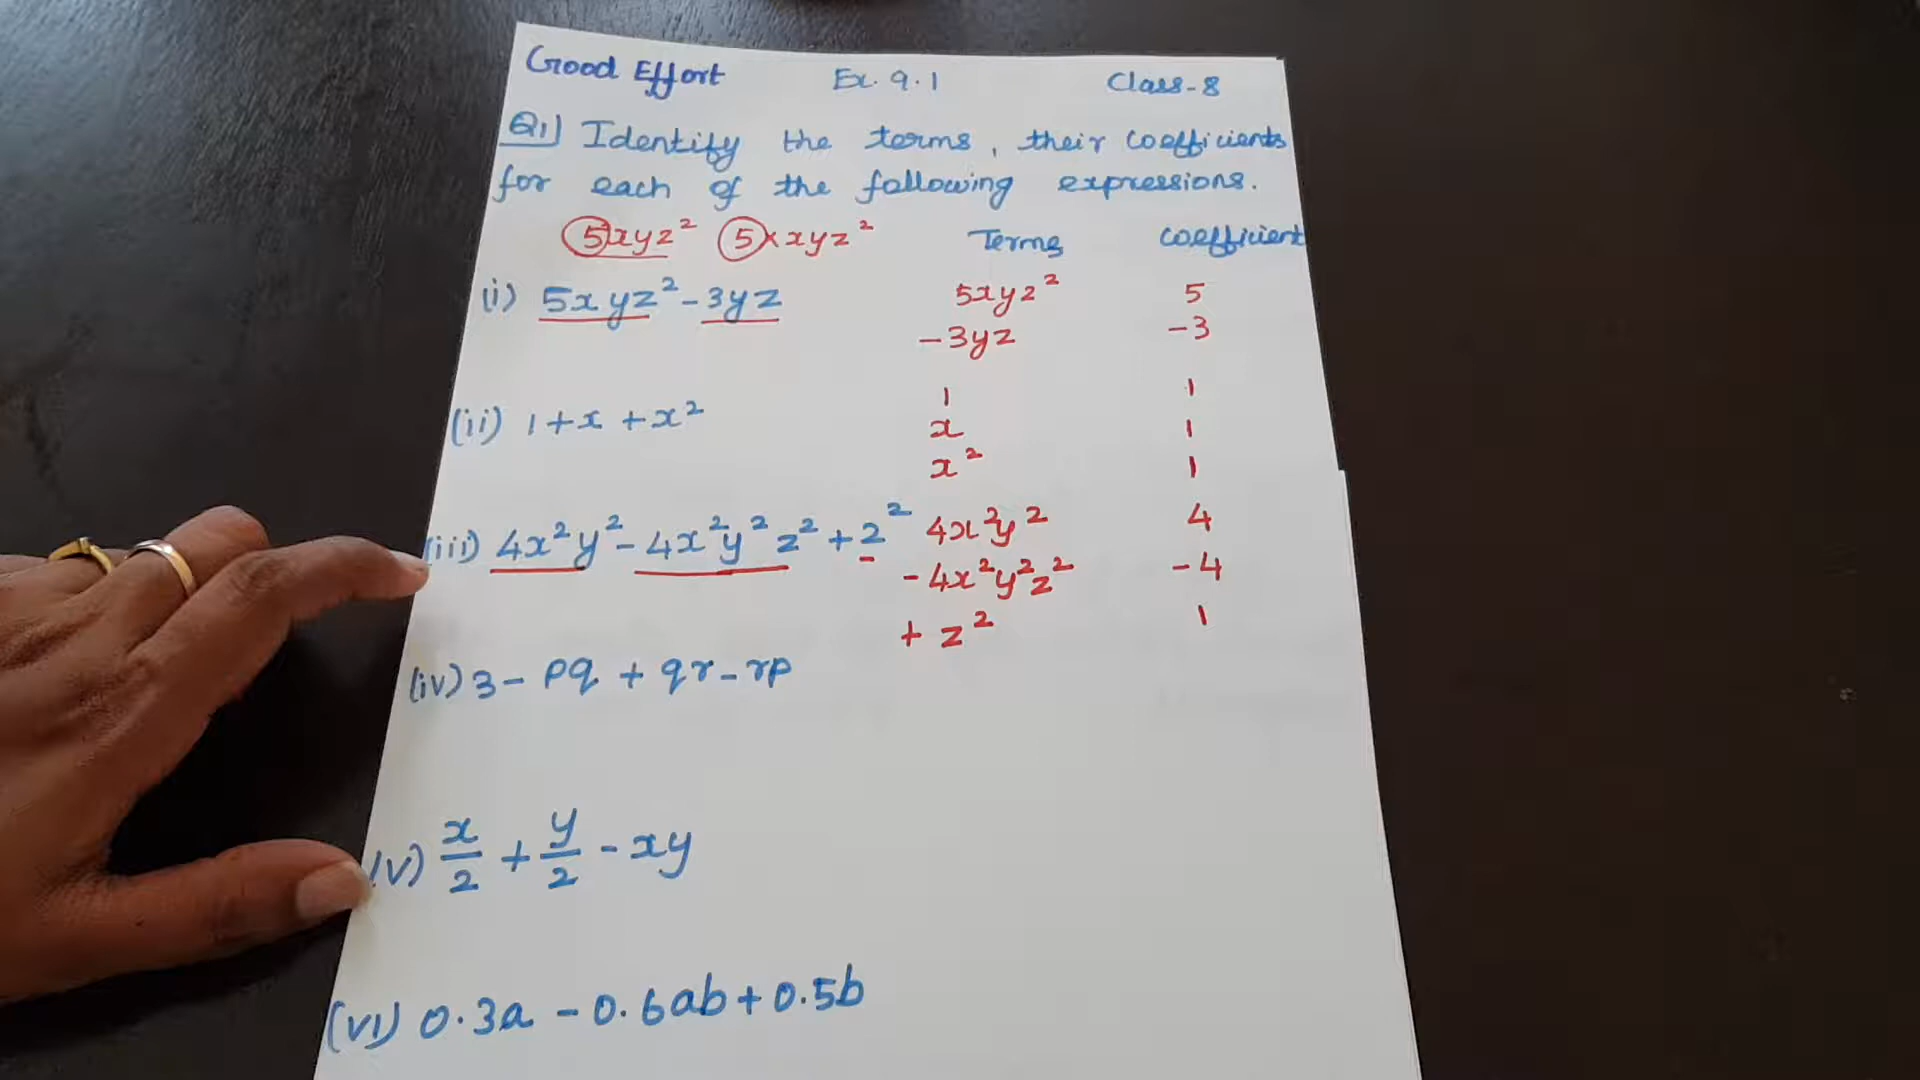 Good Effort Ex. 9.1 Class-8
Q1) Identify the terms, their coefficients
for each of the following expressions.
5xyz² 5×xyz² Terms coefficient
(i) 5xyz² - 3yz 5xyz² 5
-3yz -3
1 1
(ii) 1 + x + x² x 1
x² 1
(iii) 4x²y² - 4x²y²z² + z² 4x²y² 4
-4x²y²z² -4
+ z² 1
(iv) 3 - pq + qr - rp
(v) x/2 + y/2 - xy
(vi) 0.3a - 0.6ab + 0.5b